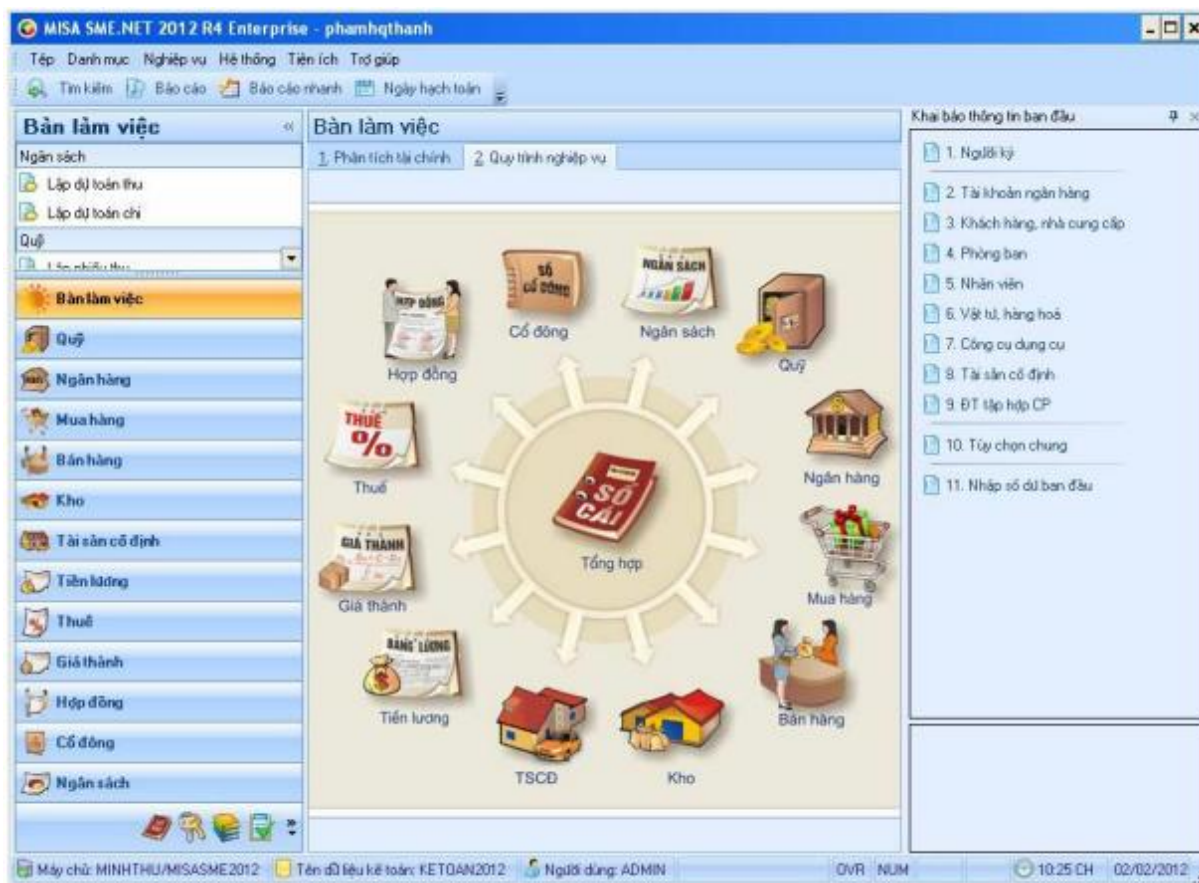 MISA SME.NET 2012 R4 Enterprise - phamhqthanh
Tệp Danh mục Nghiệp vụ Hệ thống Tiện ích Trợ giúp
Tìm kiếm Báo cáo Báo cáo nhanh Ngày hạch toán
Bàn làm việc
Ngân sách
Lập dự toán thu
Lập dự toán chi
Quỹ
Lập phiếu thu
Bàn làm việc
Quỹ
Ngân hàng
Mua hàng
Bán hàng
Kho
Tài sản cố định
Tiền lương
Thuế
Giá thành
Hợp đồng
Cổ đông
Ngân sách
Bàn làm việc
1. Phân tích tài chính 2. Quy trình nghiệp vụ
HỢP ĐỒNG
Hợp đồng
SỔ CỔ ĐÔNG
Cổ đông
NGÂN SÁCH
Ngân sách
Quỹ
THUẾ %
Thuế
Ngân hàng
SỔ CÁI
Tổng hợp
GIÁ THÀNH
Giá thành
Mua hàng
BẢNG LƯƠNG
Tiền lương
TSCĐ
Kho
Bán hàng
Khai báo thông tin ban đầu
1. Người ký
2. Tài khoản ngân hàng
3. Khách hàng, nhà cung cấp
4. Phòng ban
5. Nhân viên
6. Vật tư, hàng hoá
7. Công cụ dụng cụ
8. Tài sản cố định
9. ĐT tập hợp CP
10. Tùy chọn chung
11. Nhập số dư ban đầu
Máy chủ: MINHTHU/MISASME2012 Tên dữ liệu kế toán: KETOAN2012 Người dùng: ADMIN OVR NUM 10:25 CH 02/02/2012